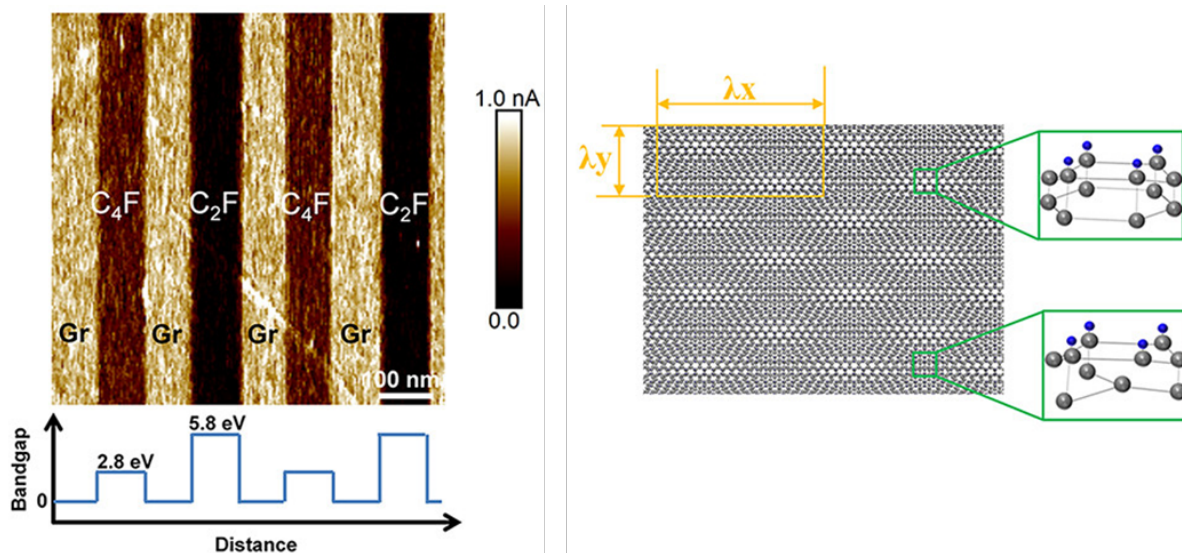 1.0 nA
C₄F C₂F C₄F C₂F
0.0
Gr Gr Gr Gr
100 nm
5.8 eV
2.8 eV
Bandgap
0
Distance
λx
λy